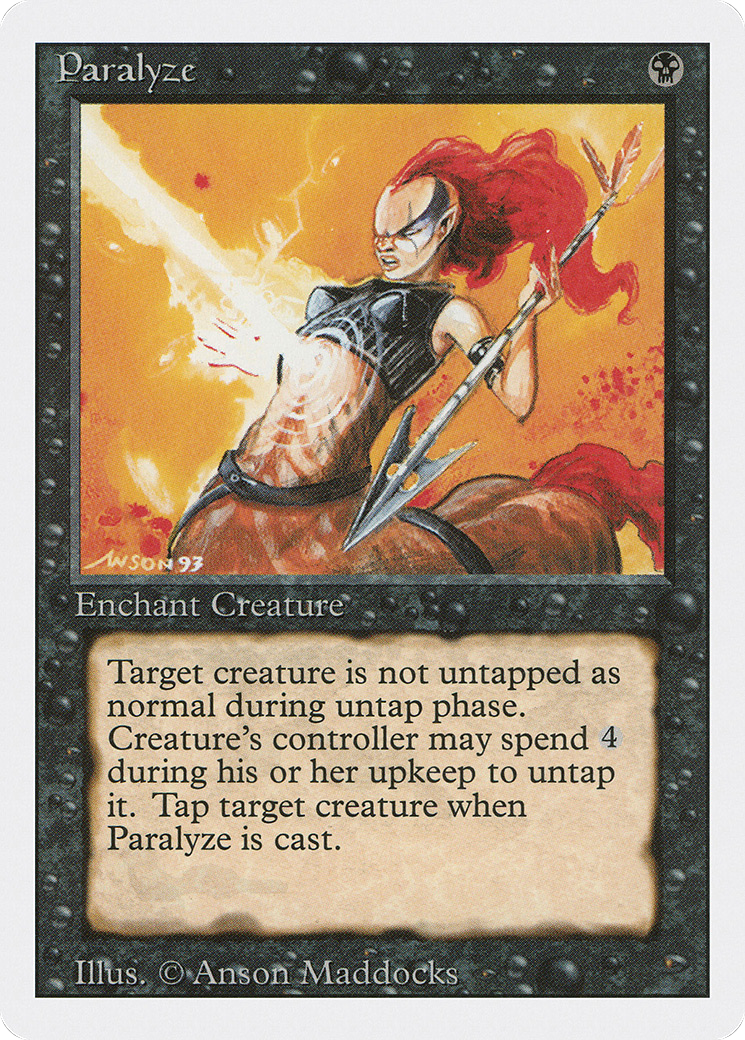 Paralyze
ANSON 93
Enchant Creature
Target creature is not untapped as
normal during untap phase.
Creature's controller may spend 4
during his or her upkeep to untap
it. Tap target creature when
Paralyze is cast.
Illus. © Anson Maddocks